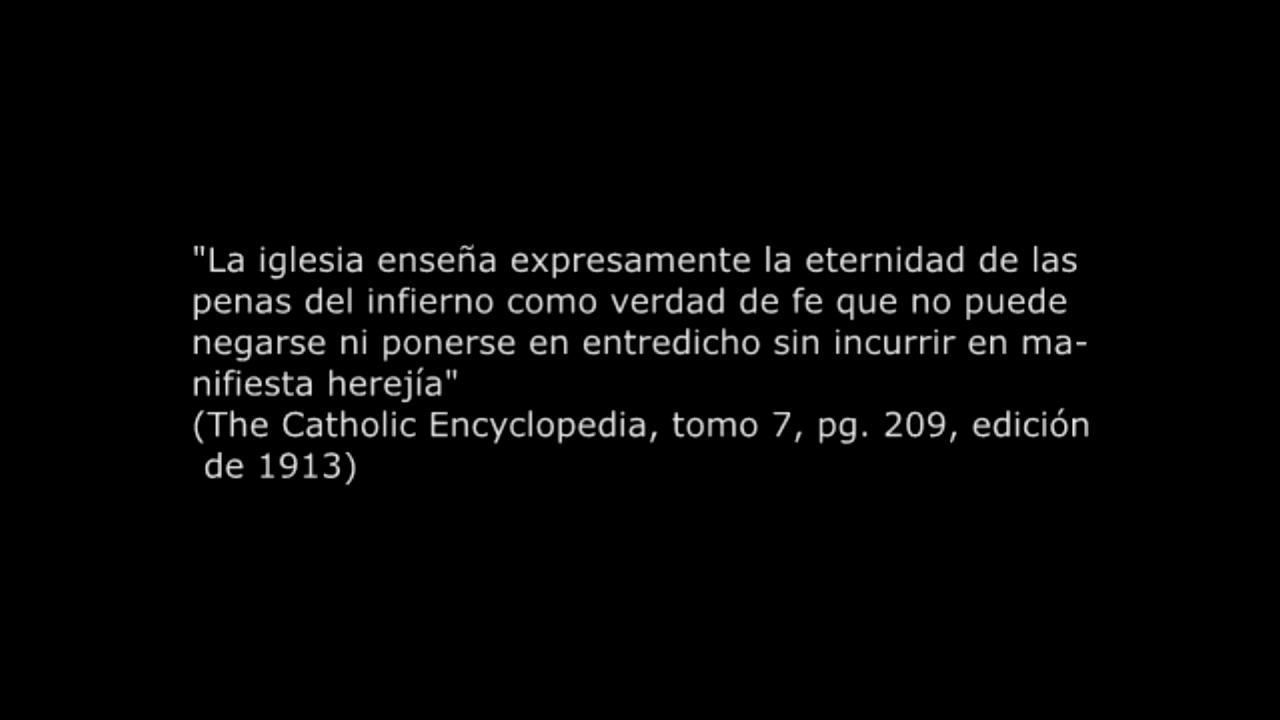 "La iglesia enseña expresamente la eternidad de las
penas del infierno como verdad de fe que no puede
negarse ni ponerse en entredicho sin incurrir en ma-
nifiesta herejía"
(The Catholic Encyclopedia, tomo 7, pg. 209, edición
de 1913)